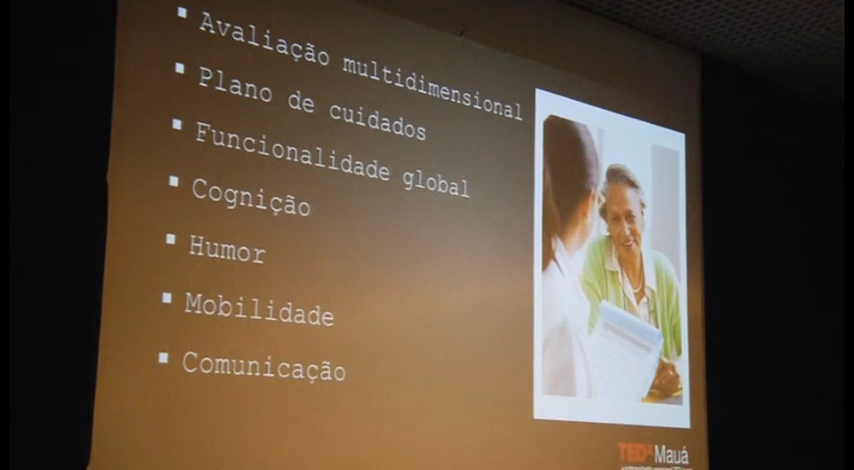 Avaliação multidimensional
Plano de cuidados
Funcionalidade global
Cognição
Humor
Mobilidade
Comunicação
TEDxMauá